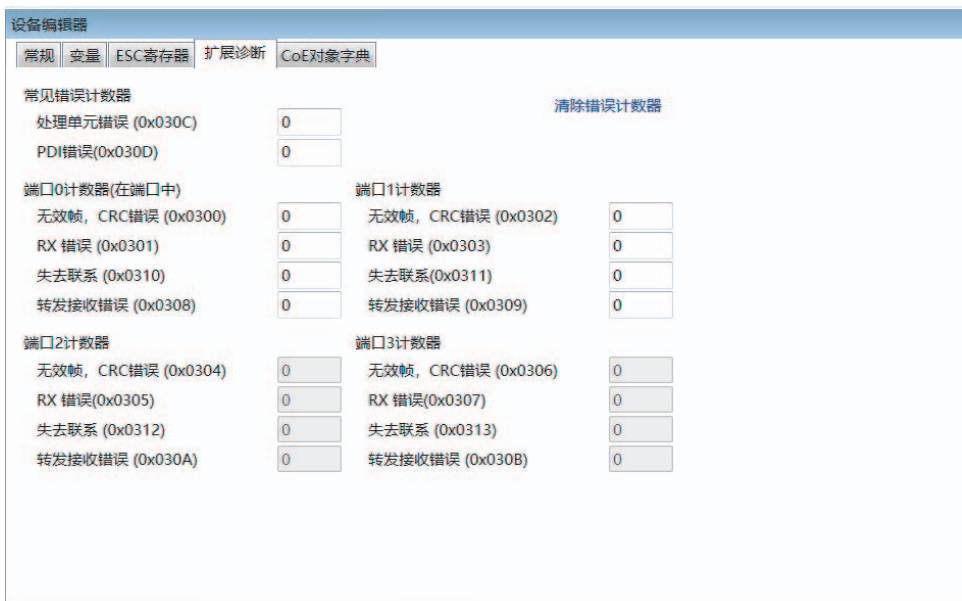 设备编辑器
常规 变量 ESC寄存器 扩展诊断 CoE对象字典
常见错误计数器
清除错误计数器
处理单元错误 (0x030C) 0
PDI错误(0x030D) 0
端口0计数器(在端口中) 端口1计数器
无效帧，CRC错误 (0x0300) 0 无效帧，CRC错误 (0x0302) 0
RX 错误 (0x0301) 0 RX 错误 (0x0303) 0
失去联系 (0x0310) 0 失去联系(0x0311) 0
转发接收错误 (0x0308) 0 转发接收错误 (0x0309) 0
端口2计数器 端口3计数器
无效帧，CRC错误 (0x0304) 0 无效帧，CRC错误 (0x0306) 0
RX 错误(0x0305) 0 RX 错误(0x0307) 0
失去联系 (0x0312) 0 失去联系 (0x0313) 0
转发接收错误 (0x030A) 0 转发接收错误 (0x030B) 0